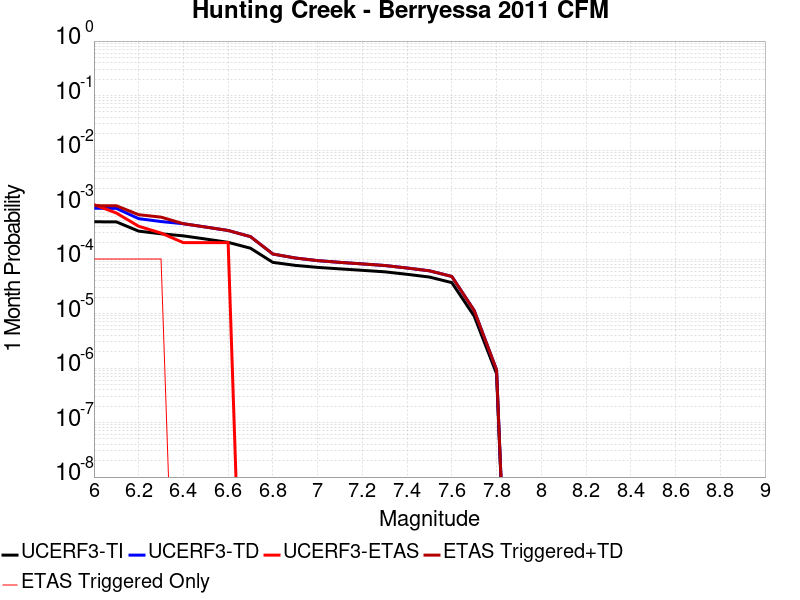 Hunting Creek - Berryessa 2011 CFM
10^0
10^-1
10^-2
10^-3
10^-4
10^-5
10^-6
10^-7
10^-8
1 Month Probability
6 6.2 6.4 6.6 6.8 7 7.2 7.4 7.6 7.8 8 8.2 8.4 8.6 8.8 9
Magnitude
UCERF3-TI UCERF3-TD UCERF3-ETAS ETAS Triggered+TD
ETAS Triggered Only